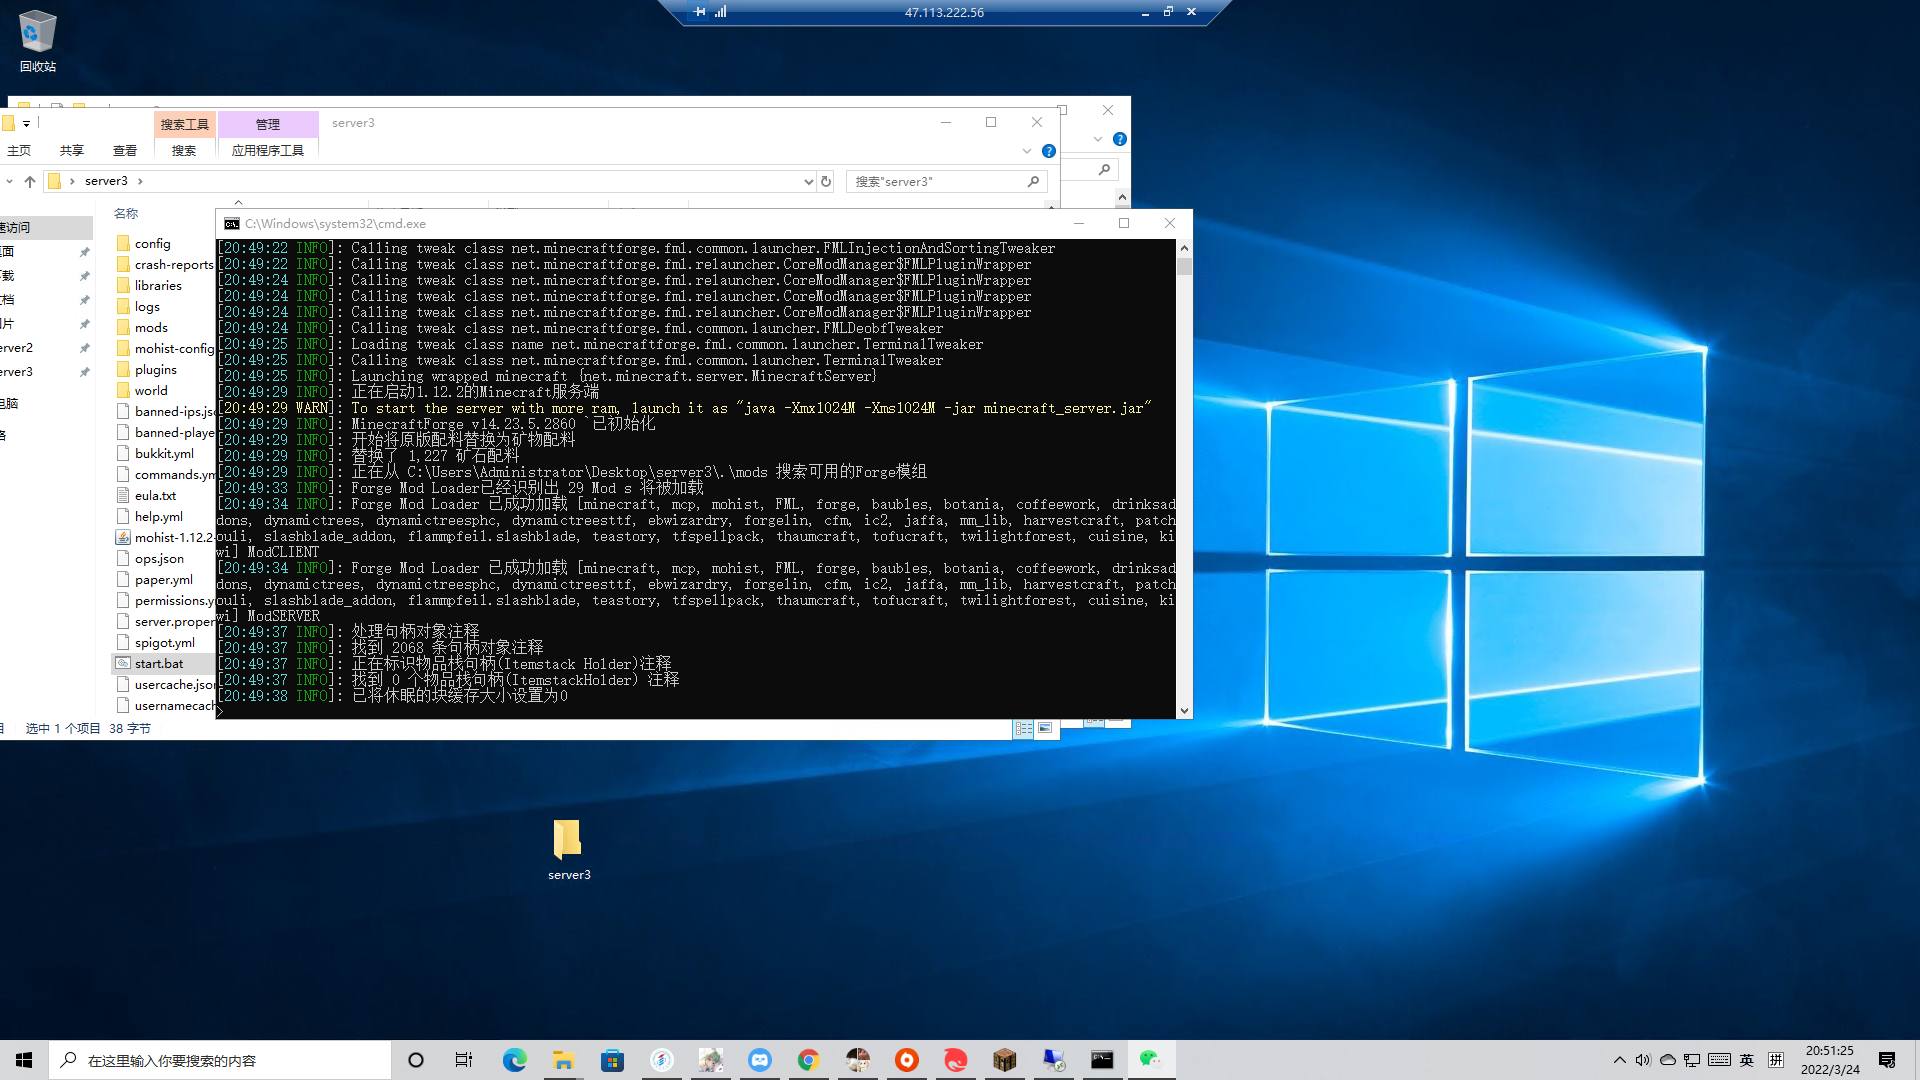 47.113.222.56
回收站
搜索工具
管理
server3
主页
共享
查看
搜索
应用程序工具
server3
搜索"server3"
名称
config
crash-reports
libraries
logs
mods
mohist-config
plugins
world
banned-ips.jso
banned-playe
bukkit.yml
commands.ym
eula.txt
help.yml
mohist-1.12.2-
ops.json
paper.yml
permissions.y
server.proper
spigot.yml
start.bat
usercache.json
usernamecach
速访问
桌面
下载
文档
图片
erver2
erver3
电脑
络
目 选中 1 个项目 38 字节
C:\Windows\system32\cmd.exe
[20:49:22 INFO]: Calling tweak class net.minecraftforge.fml.common.launcher.FMLInjectionAndSortingTweaker
[20:49:22 INFO]: Calling tweak class net.minecraftforge.fml.relauncher.CoreModManager$FMLPluginWrapper
[20:49:24 INFO]: Calling tweak class net.minecraftforge.fml.relauncher.CoreModManager$FMLPluginWrapper
[20:49:24 INFO]: Calling tweak class net.minecraftforge.fml.relauncher.CoreModManager$FMLPluginWrapper
[20:49:24 INFO]: Calling tweak class net.minecraftforge.fml.relauncher.CoreModManager$FMLPluginWrapper
[20:49:24 INFO]: Calling tweak class net.minecraftforge.fml.common.launcher.FMLDeobfTweaker
[20:49:25 INFO]: Loading tweak class name net.minecraftforge.fml.common.launcher.TerminalTweaker
[20:49:25 INFO]: Calling tweak class net.minecraftforge.fml.common.launcher.TerminalTweaker
[20:49:25 INFO]: Launching wrapped minecraft {net.minecraft.server.MinecraftServer}
[20:49:29 INFO]: 正在启动1.12.2的Minecraft服务端
[20:49:29 WARN]: To start the server with more ram, launch it as "java -Xmx1024M -Xms1024M -jar minecraft_server.jar"
[20:49:29 INFO]: MinecraftForge v14.23.5.2860 `已初始化
[20:49:29 INFO]: 开始将原版配料替换为矿物配料
[20:49:29 INFO]: 替换了 1,227 矿石配料
[20:49:29 INFO]: 正在从 C:\Users\Administrator\Desktop\server3\.\mods 搜索可用的Forge模组
[20:49:33 INFO]: Forge Mod Loader已经识别出 29 Mod s 将被加载
[20:49:34 INFO]: Forge Mod Loader 已成功加载 [minecraft, mcp, mohist, FML, forge, baubles, botania, coffeework, drinksad
dons, dynamictrees, dynamictreesphc, dynamictreesttf, ebwizardry, forgelin, cfm, ic2, jaffa, mm_lib, harvestcraft, patch
ouli, slashblade_addon, flammpfeil.slashblade, teastory, tfspellpack, thaumcraft, tofucraft, twilightforest, cuisine, ki
wi] ModCLIENT
[20:49:34 INFO]: Forge Mod Loader 已成功加载 [minecraft, mcp, mohist, FML, forge, baubles, botania, coffeework, drinksad
dons, dynamictrees, dynamictreesphc, dynamictreesttf, ebwizardry, forgelin, cfm, ic2, jaffa, mm_lib, harvestcraft, patch
ouli, slashblade_addon, flammpfeil.slashblade, teastory, tfspellpack, thaumcraft, tofucraft, twilightforest, cuisine, ki
wi] ModSERVER
[20:49:37 INFO]: 处理句柄对象注释
[20:49:37 INFO]: 找到 2068 条句柄对象注释
[20:49:37 INFO]: 正在标识物品栈句柄(Itemstack Holder)注释
[20:49:37 INFO]: 找到 0 个物品栈句柄(ItemstackHolder) 注释
[20:49:38 INFO]: 已将休眠的块缓存大小设置为0
>
server3
在这里输入你要搜索的内容
英
拼
20:51:25
2022/3/24